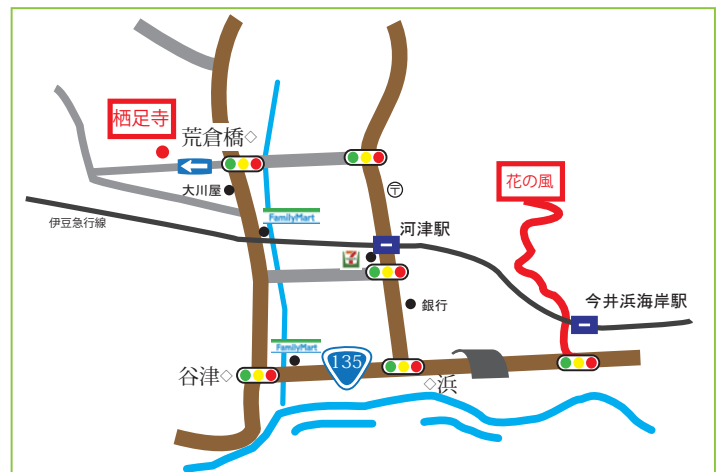 栖足寺
荒倉橋
大川屋
〒
花の風
FamilyMart
河津駅
伊豆急行線
7
今井浜海岸駅
銀行
FamilyMart
135
谷津
浜